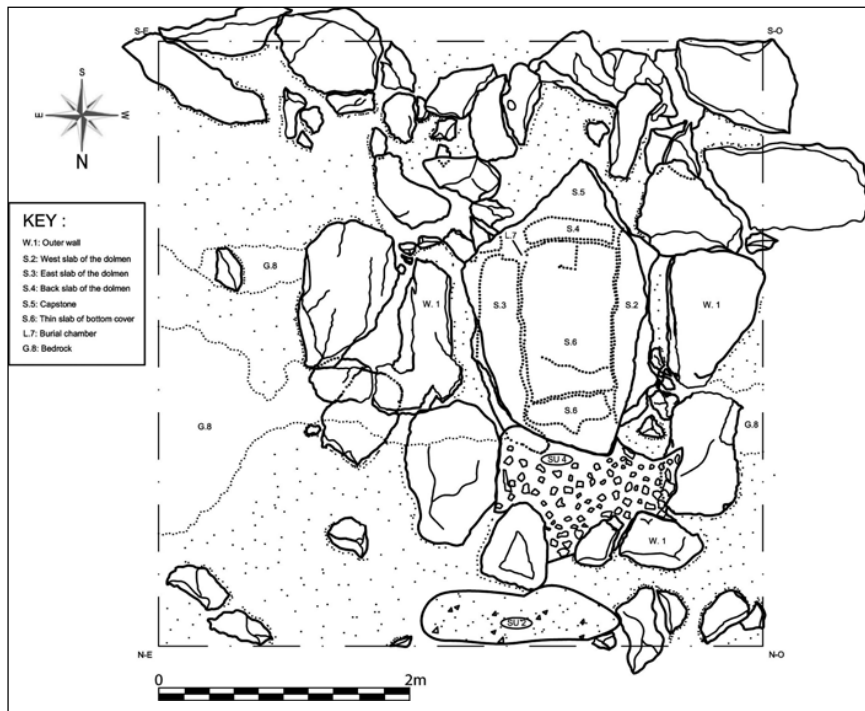 S-E
S-O
S
E
W
N
KEY :
W.1: Outer wall
S.2: West slab of the dolmen
S.3: East slab of the dolmen
S.4: Back slab of the dolmen
S.5: Capstone
S.6: Thin slab of bottom cover
L.7: Burial chamber
G.8: Bedrock
S.5
L.7
S.4
G.8
S.3
W. 1
S.2
W. 1
S.6
S.6
G.8
G.8
SU 4
W. 1
SU 2
N-E
N-O
0
2m